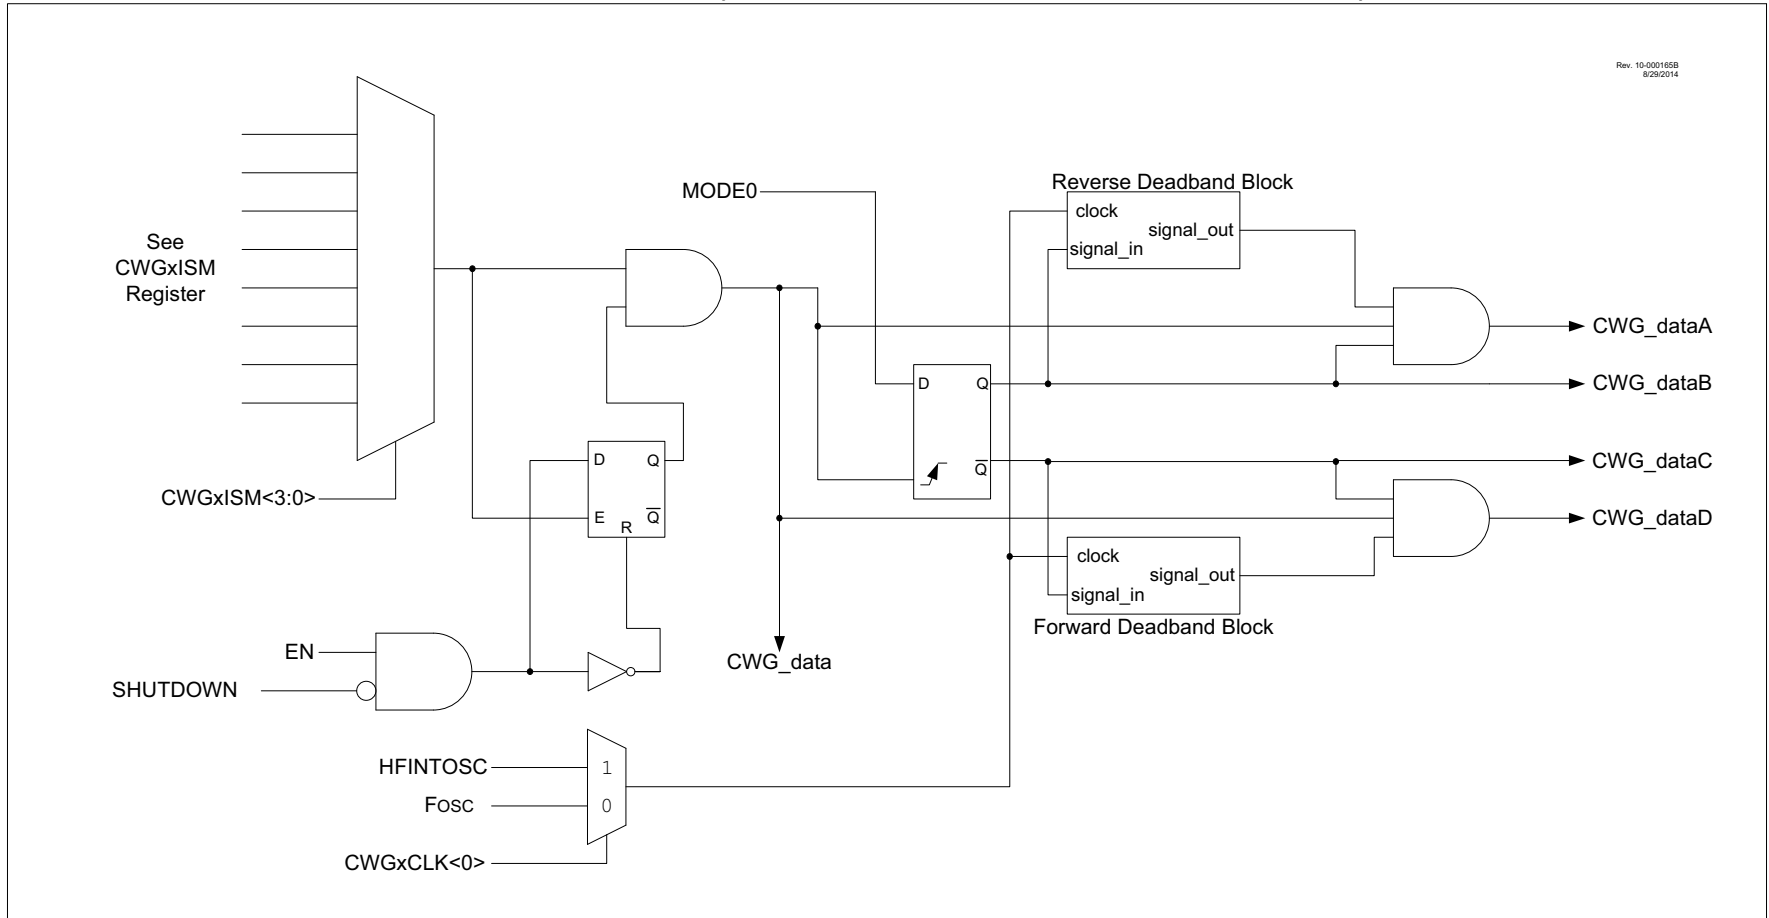 Rev. 10-000165B
8/29/2014
See
CWGxISM
Register
CWGxISM<3:0>
MODE0
Reverse Deadband Block
clock
signal_in
signal_out
CWG_dataA
D
Q
Q
CWG_dataB
CWG_dataC
CWG_dataD
D
Q
E
R
Q
clock
signal_in
signal_out
Forward Deadband Block
EN
SHUTDOWN
CWG_data
HFINTOSC
1
FOSC
0
CWGxCLK<0>